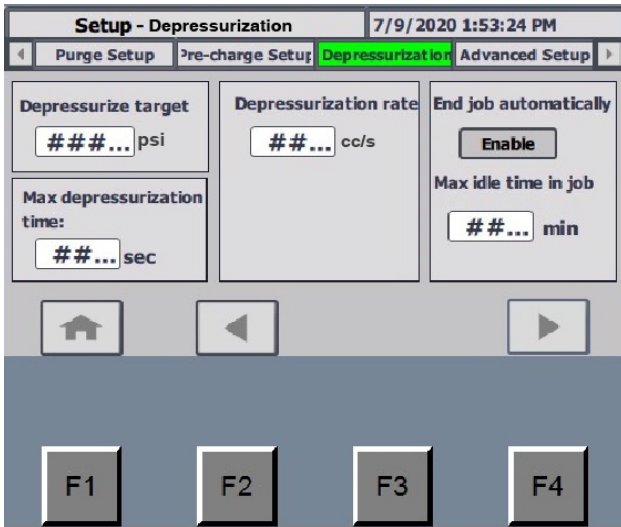 Setup - Depressurization
7/9/2020 1:53:24 PM
Purge Setup
Pre-charge Setup
Depressurization
Advanced Setup
Depressurize target
###... psi
Max depressurization
time:
##... sec
Depressurization rate
##... cc/s
End job automatically
Enable
Max idle time in job
##... min
F1
F2
F3
F4